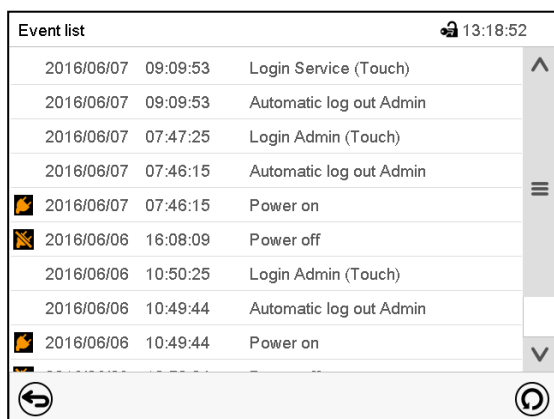 Event list 13:18:52
2016/06/07 09:09:53 Login Service (Touch)
2016/06/07 09:09:53 Automatic log out Admin
2016/06/07 07:47:25 Login Admin (Touch)
2016/06/07 07:46:15 Automatic log out Admin
2016/06/07 07:46:15 Power on
2016/06/06 16:08:09 Power off
2016/06/06 10:50:25 Login Admin (Touch)
2016/06/06 10:49:44 Automatic log out Admin
2016/06/06 10:49:44 Power on